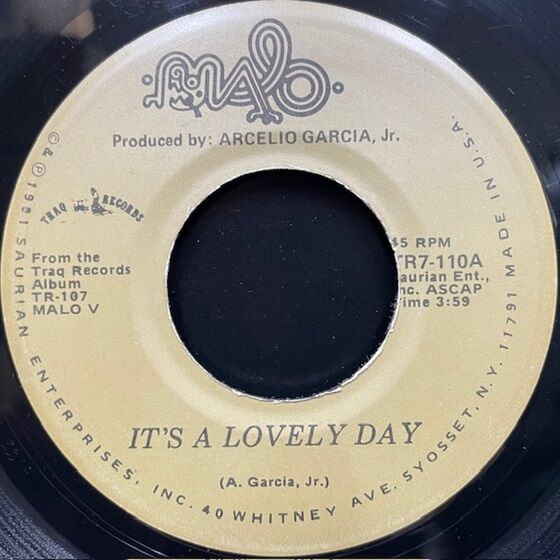 MALO
Produced by: ARCELIO GARCIA, Jr.
TRAQ RECORDS
From the
Traq Records
Album
TR-107
MALO V
45 RPM
TR7-110A
Saurian Ent.,
Inc. ASCAP
Time 3:59
IT'S A LOVELY DAY
(A. Garcia, Jr.)
© & ℗ 1981 SAURIAN ENTERPRISES, INC. 40 WHITNEY AVE. SYOSSET, N.Y. 11791 MADE IN U.S.A.